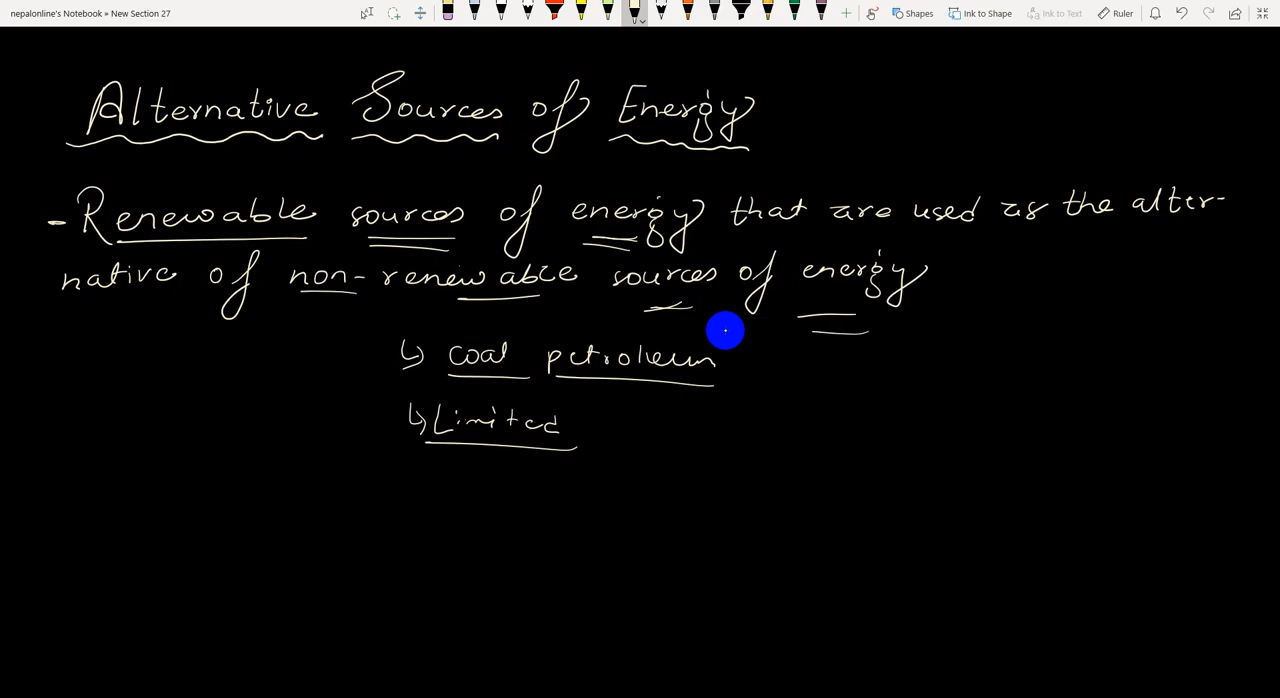 nepalonline's Notebook » New Section 27
Shapes Ink to Shape Ink to Text Ruler
Alternative Sources of Energy
- Renewable sources of energy that are used as the alter-
native of non-renewable sources of energy
↳ coal petroleum
↳ Limited